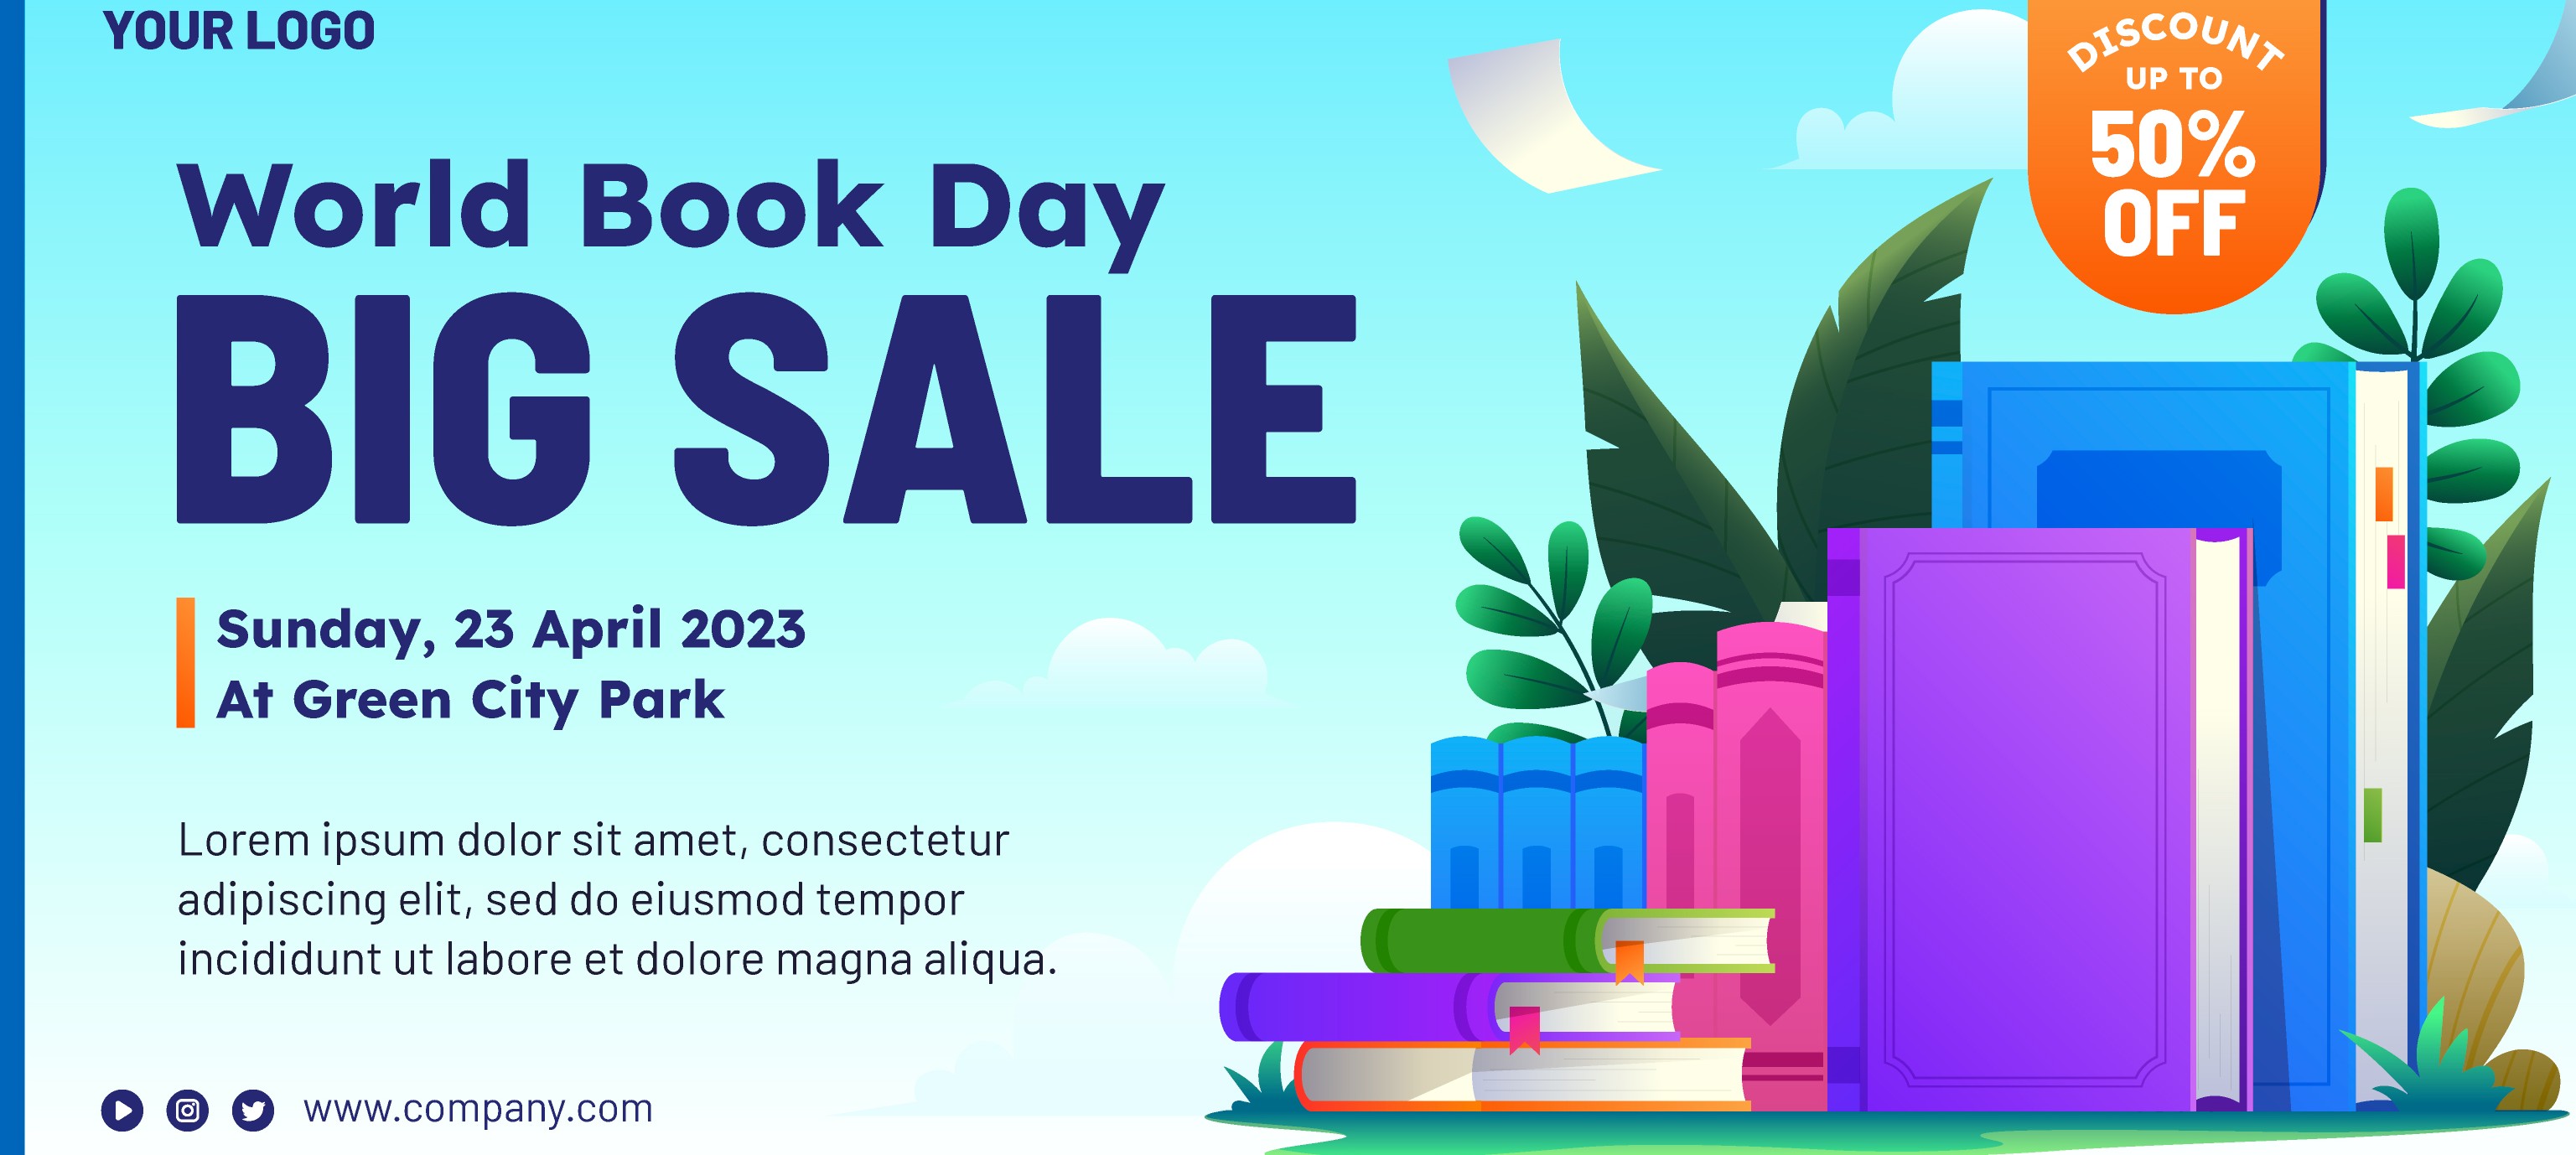 YOUR LOGO
World Book Day
BIG SALE
Sunday, 23 April 2023
At Green City Park
Lorem ipsum dolor sit amet, consectetur
adipiscing elit, sed do eiusmod tempor
incididunt ut labore et dolore magna aliqua.
www.company.com
DISCOUNT
UP TO
50%
OFF